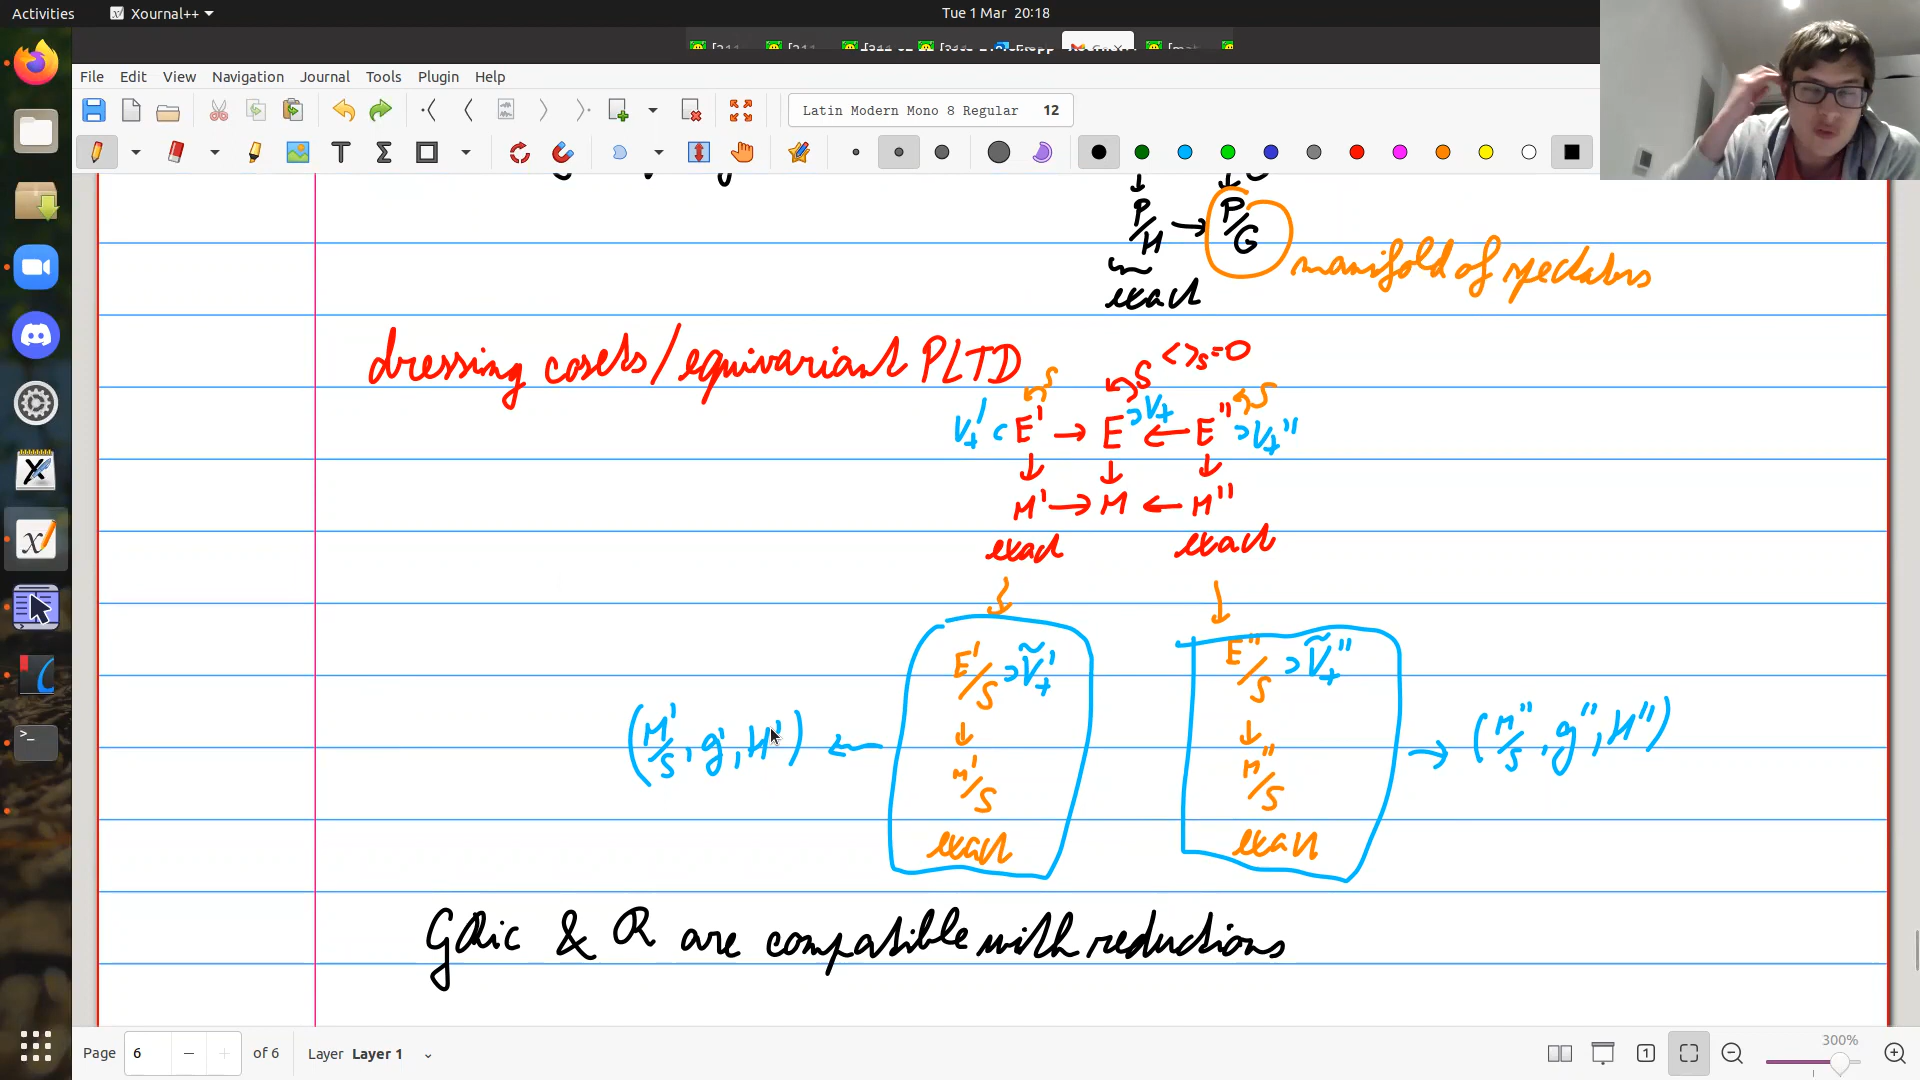 Activities
Xournal++
Tue 1 Mar 20:18
File Edit View Navigation Journal Tools Plugin Help
Latin Modern Mono 8 Regular 12
P/H → P/G
manifold of spectators
exact
dressing cosets/equivariant PLTD
S < >s=0
S S
V₊' ⊂ E' → E ⊃ V₊ ← E'' ⊃ V₊''
↓ ↓ ↓
M' → M ← M''
exact exact
↓ ↓
E'/S ⊃ Ṽ₊' E''/S ⊃ Ṽ₊''
↓ ↓
(M'/S, g', H') ← → (M''/S, g'', H'')
M'/S M''/S
exact exact
GRic & R are compatible with reductions
Page 6 of 6 Layer Layer 1
300%